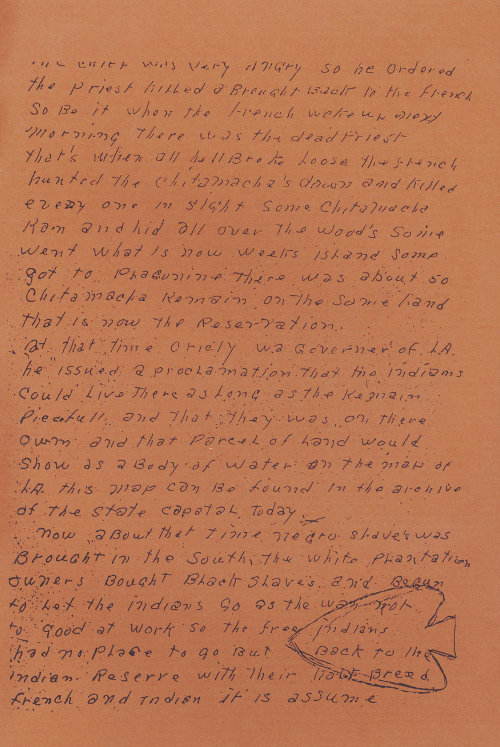 The Chief was very angry so he ordered
the Priest killed & Brought Back to the French
So Be it when the french woke up next
morning There was the dead Priest
that's when all hell Broke Loose the french
hunted the Chitamacha's down and killed
every one in sight Some Chitamacha
Ran and hid all over The wood's Some
went what is now weeks island Some
got to Plaqumine There was about 50
Chitamacha Remain on the Same Land
that is now the Reservation.
at that time Oriely wa Governer of LA.
he issued a proclamation that the indians
Could Live There as Long as the Remain
Peacfull and that they was on there
Own and that Parcel of Land would
Show as a Body of water on the map of
LA this map can Be found in the archive
of the State Capotal Today.
now about that time negro slave's was
Brought in the South, the white Plantation
owners Bought Black Slaves and Begun
to Let the indians Go as the war not
to good at work so the free indians
had no Place to go But Back to the
indian Reserve with Their half Breed
french and indian it is assume